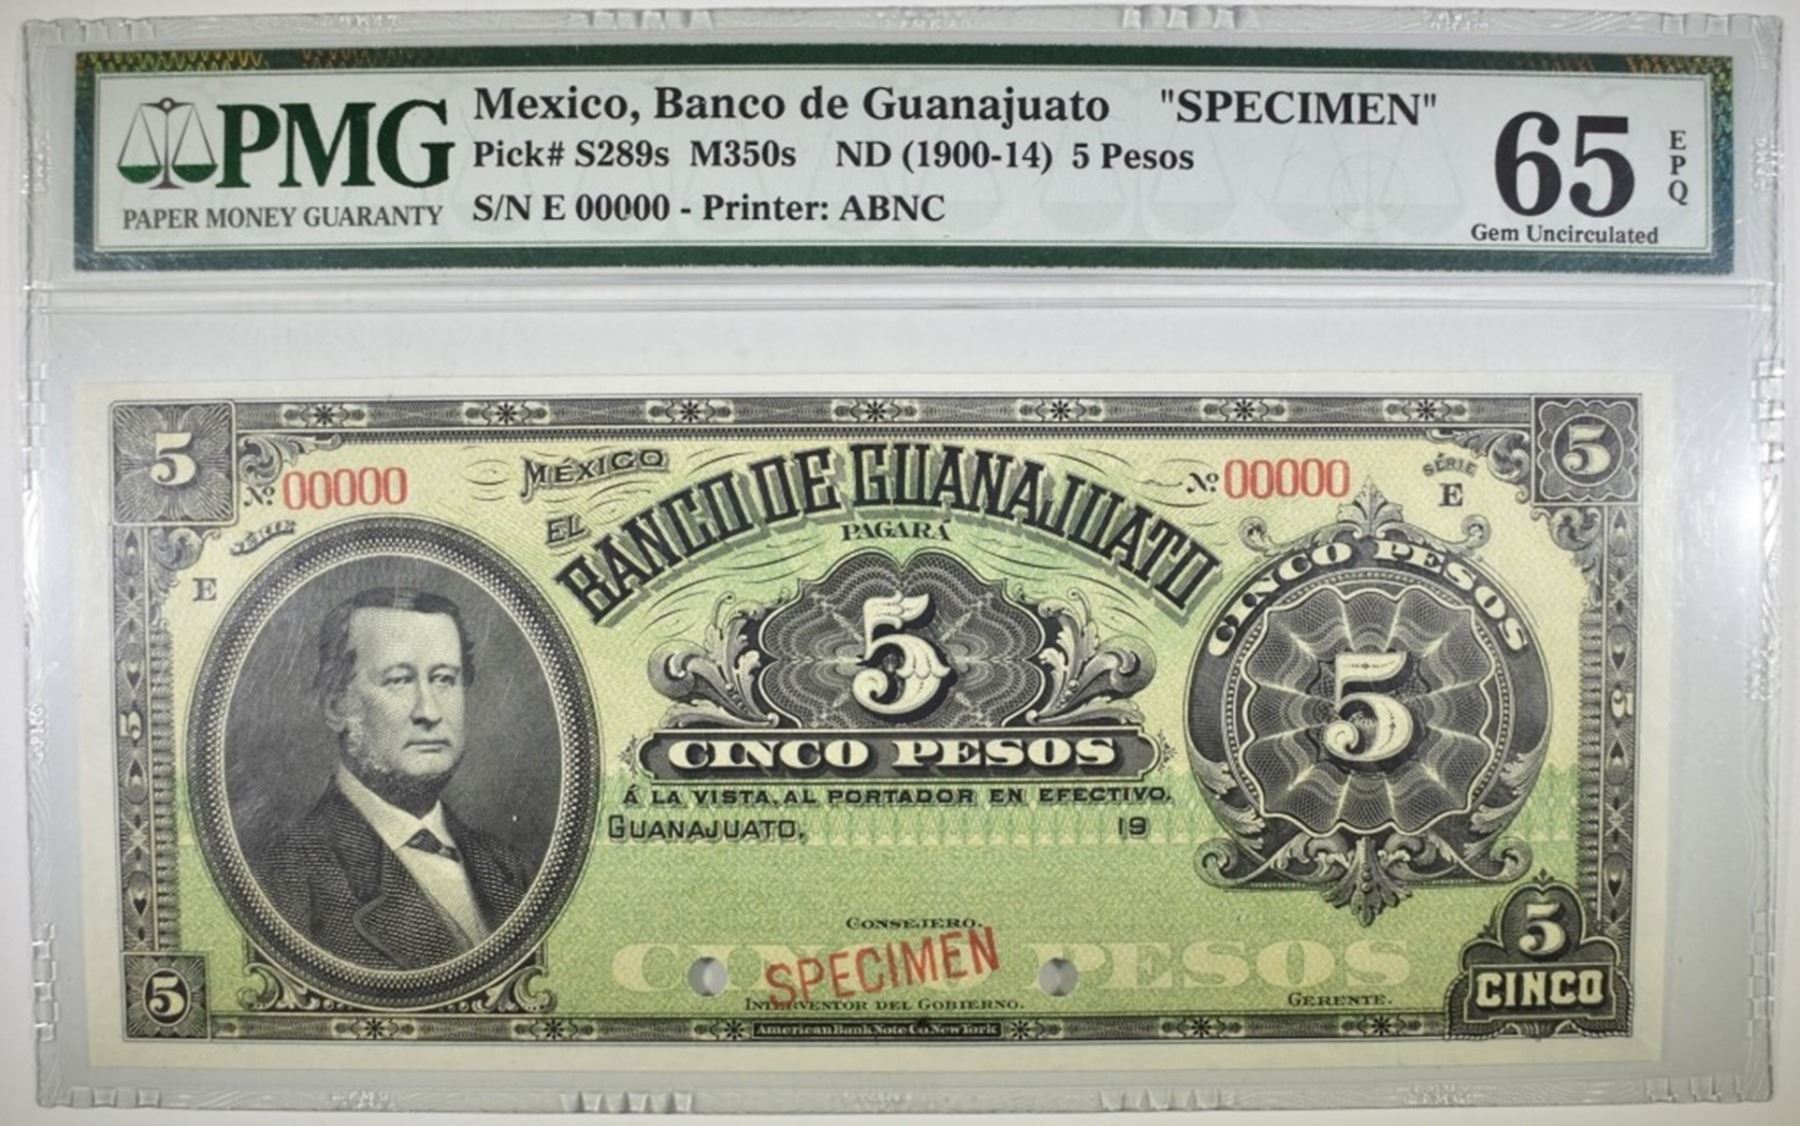 PMG
PAPER MONEY GUARANTY
Mexico, Banco de Guanajuato "SPECIMEN"
Pick# S289s M350s ND (1900-14) 5 Pesos
S/N E 00000 - Printer: ABNC
65
EPQ
Gem Uncirculated
5
5
Nº 00000
MÉXICO
Nº 00000
SÉRIE
E
SÉRIE
E
EL
BANCO DE GUANAJUATO
PAGARÁ
CINCO PESOS
5
5
5
5
CINCO PESOS
Á LA VISTA, AL PORTADOR EN EFECTIVO.
GUANAJUATO, 19
CONSEJERO.
CINCO PESOS
SPECIMEN
INTERVENTOR DEL GOBIERNO.
GERENTE.
5
5
CINCO
American Bank Note Co. New York